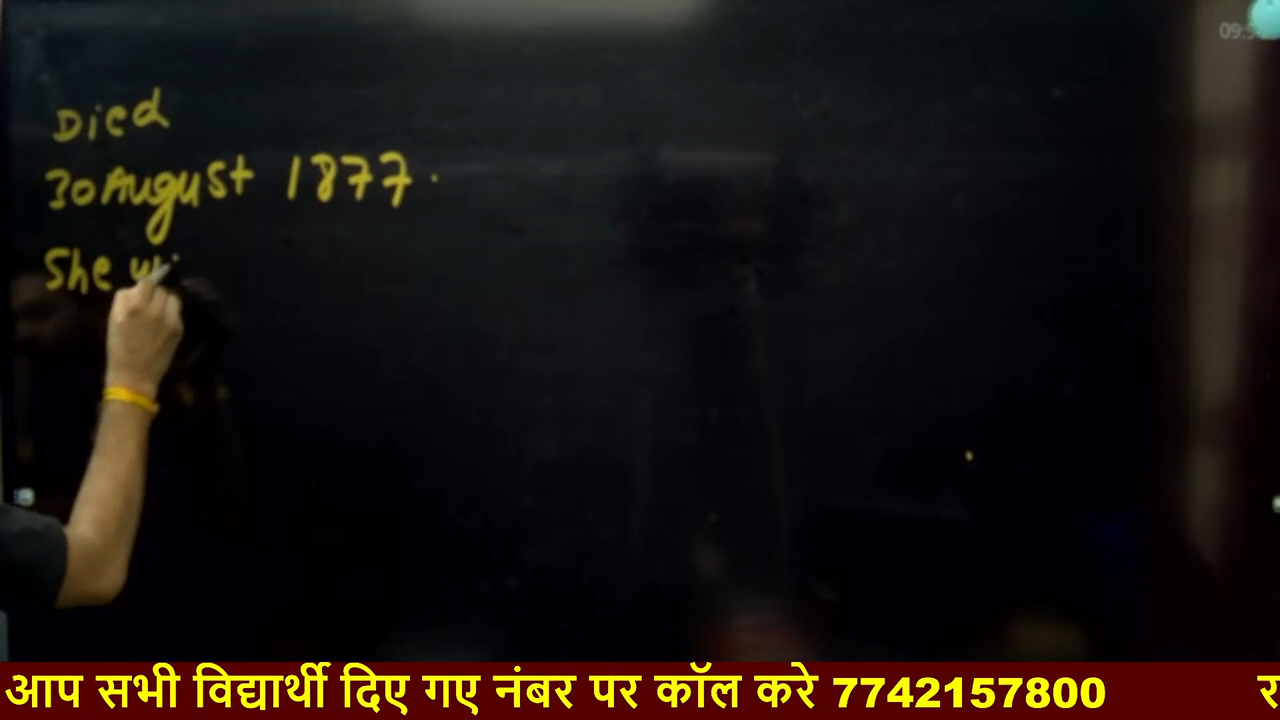 Died
30 August 1877.
She
आप सभी विद्यार्थी दिए गए नंबर पर कॉल करे 7742157800